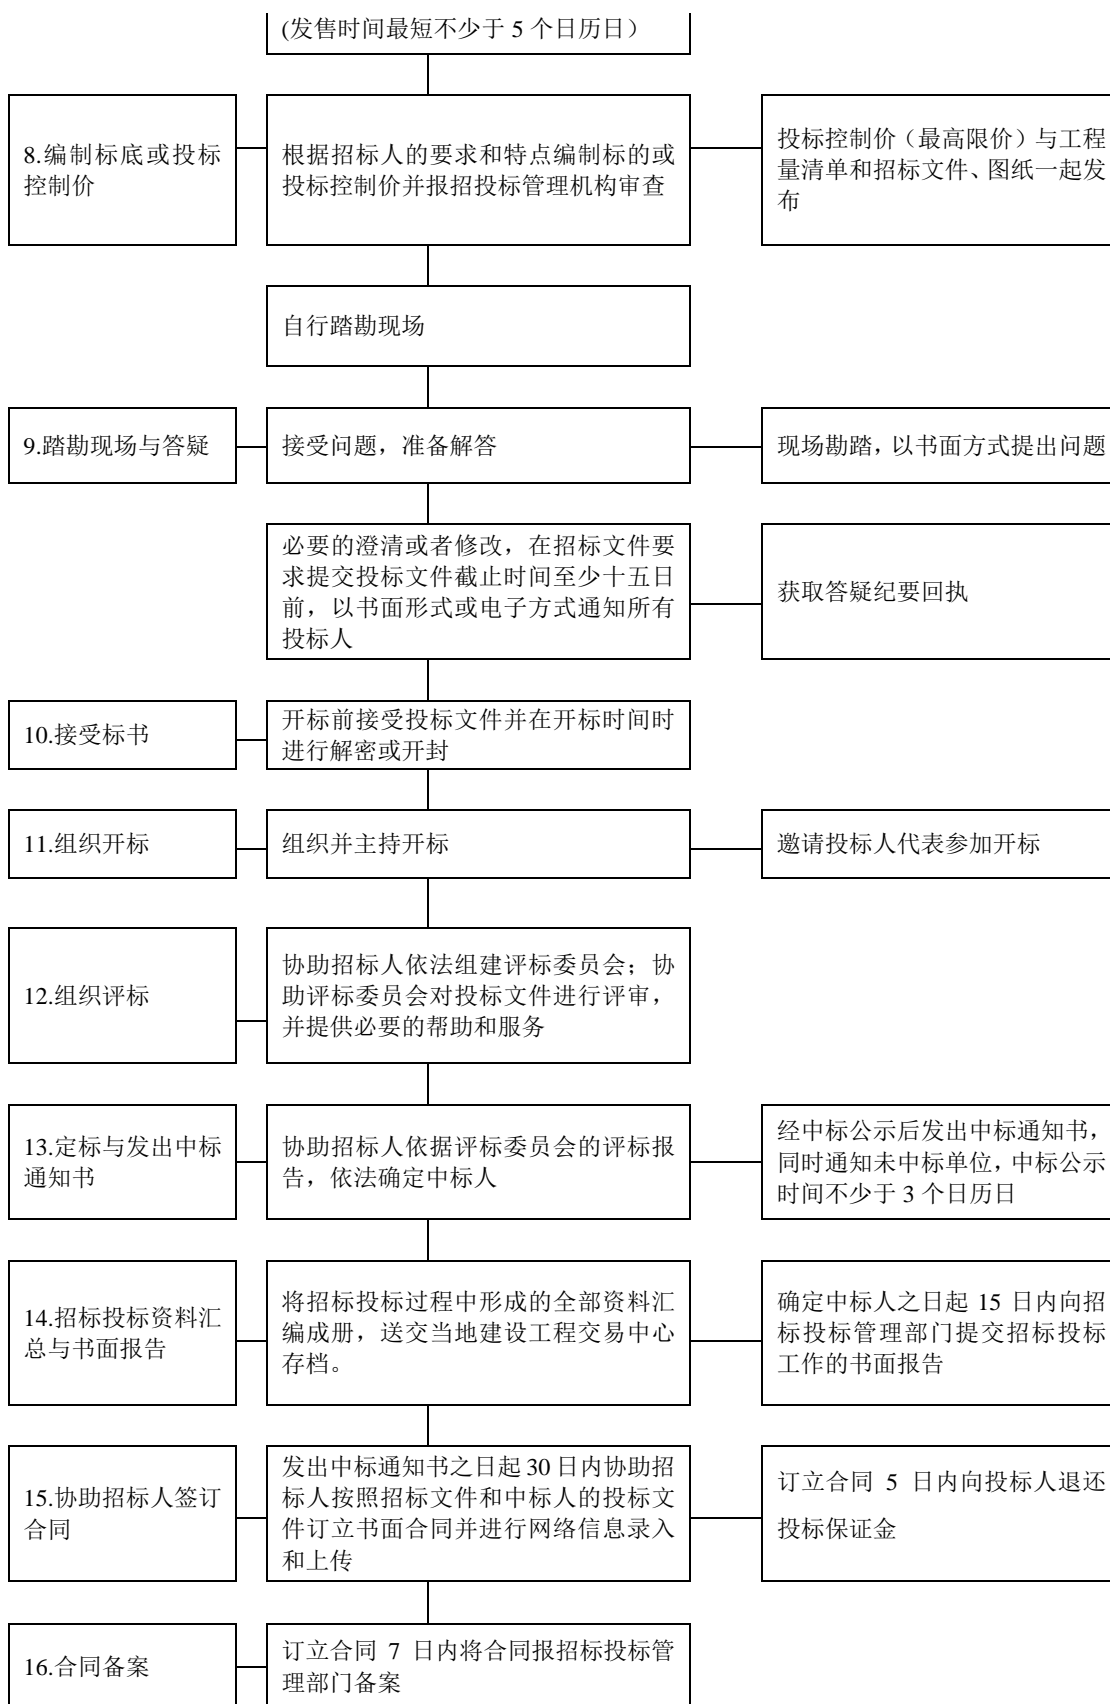 (发售时间最短不少于 5 个日历日）
8.编制标底或投标
控制价
根据招标人的要求和特点编制标的或
投标控制价并报招投标管理机构审查
投标控制价（最高限价）与工程
量清单和招标文件、图纸一起发
布
自行踏勘现场
9.踏勘现场与答疑
接受问题，准备解答
现场勘踏，以书面方式提出问题
必要的澄清或者修改，在招标文件要
求提交投标文件截止时间至少十五日
前，以书面形式或电子方式通知所有
投标人
获取答疑纪要回执
10.接受标书
开标前接受投标文件并在开标时间时
进行解密或开封
11.组织开标
组织并主持开标
邀请投标人代表参加开标
12.组织评标
协助招标人依法组建评标委员会；协
助评标委员会对投标文件进行评审，
并提供必要的帮助和服务
13.定标与发出中标
通知书
协助招标人依据评标委员会的评标报
告，依法确定中标人
经中标公示后发出中标通知书，
同时通知未中标单位，中标公示
时间不少于 3 个日历日
14.招标投标资料汇
总与书面报告
将招标投标过程中形成的全部资料汇
编成册，送交当地建设工程交易中心
存档。
确定中标人之日起 15 日内向招
标投标管理部门提交招标投标
工作的书面报告
15.协助招标人签订
合同
发出中标通知书之日起 30 日内协助招
标人按照招标文件和中标人的投标文
件订立书面合同并进行网络信息录入
和上传
订立合同 5 日内向投标人退还
投标保证金
16.合同备案
订立合同 7 日内将合同报招标投标管
理部门备案